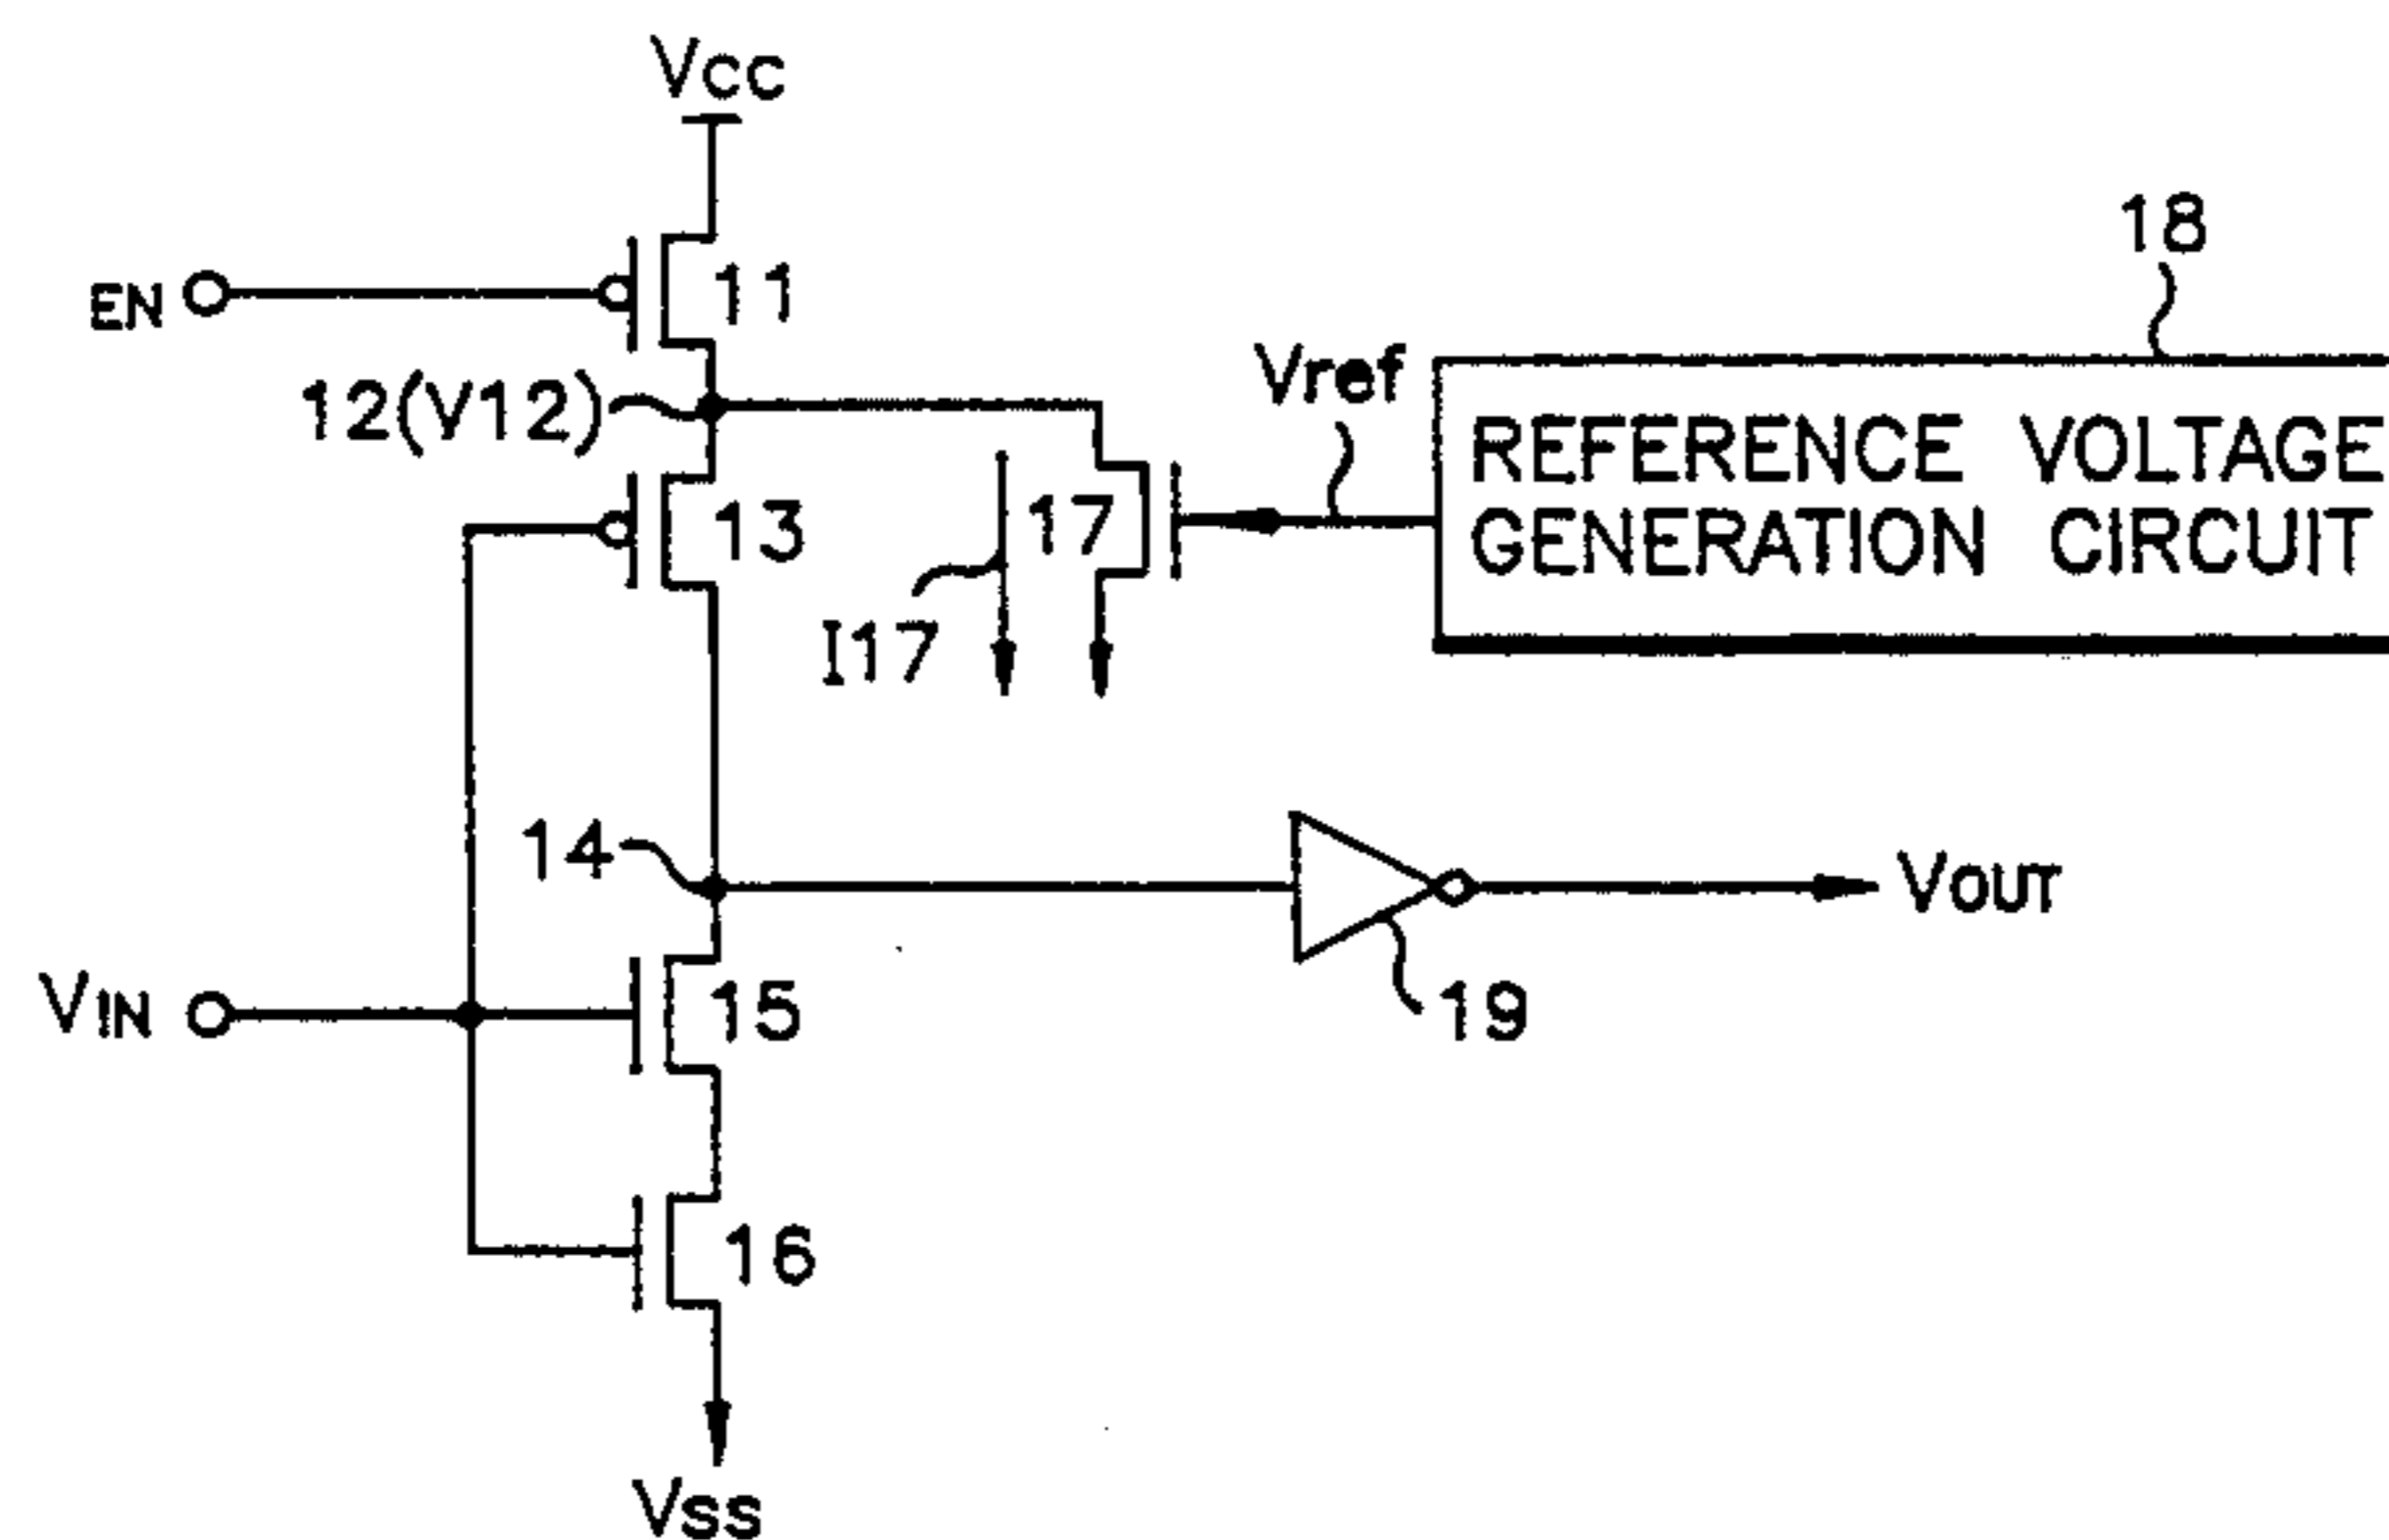 Vcc
18
EN
11
Vref
12(V12)
REFERENCE VOLTAGE
GENERATION CIRCUIT
13
17
I17
14
VOUT
VIN
15
19
16
Vss